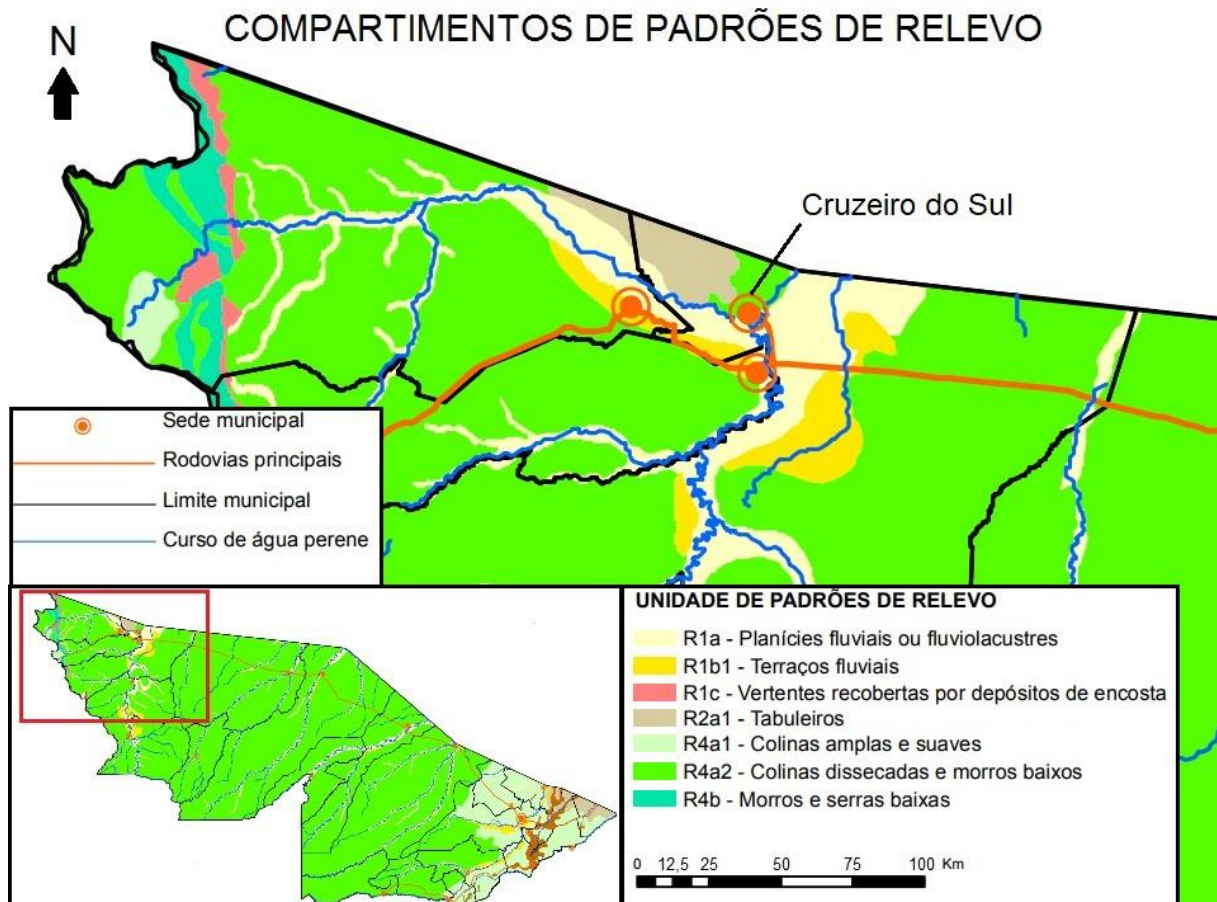 COMPARTIMENTOS DE PADRÕES DE RELEVO
N
Cruzeiro do Sul
Sede municipal
Rodovias principais
Limite municipal
Curso de água perene
UNIDADE DE PADRÕES DE RELEVO
R1a - Planícies fluviais ou fluviolacustres
R1b1 - Terraços fluviais
R1c - Vertentes recobertas por depósitos de encosta
R2a1 - Tabuleiros
R4a1 - Colinas amplas e suaves
R4a2 - Colinas dissecadas e morros baixos
R4b - Morros e serras baixas
0 12,5 25 50 75 100 Km